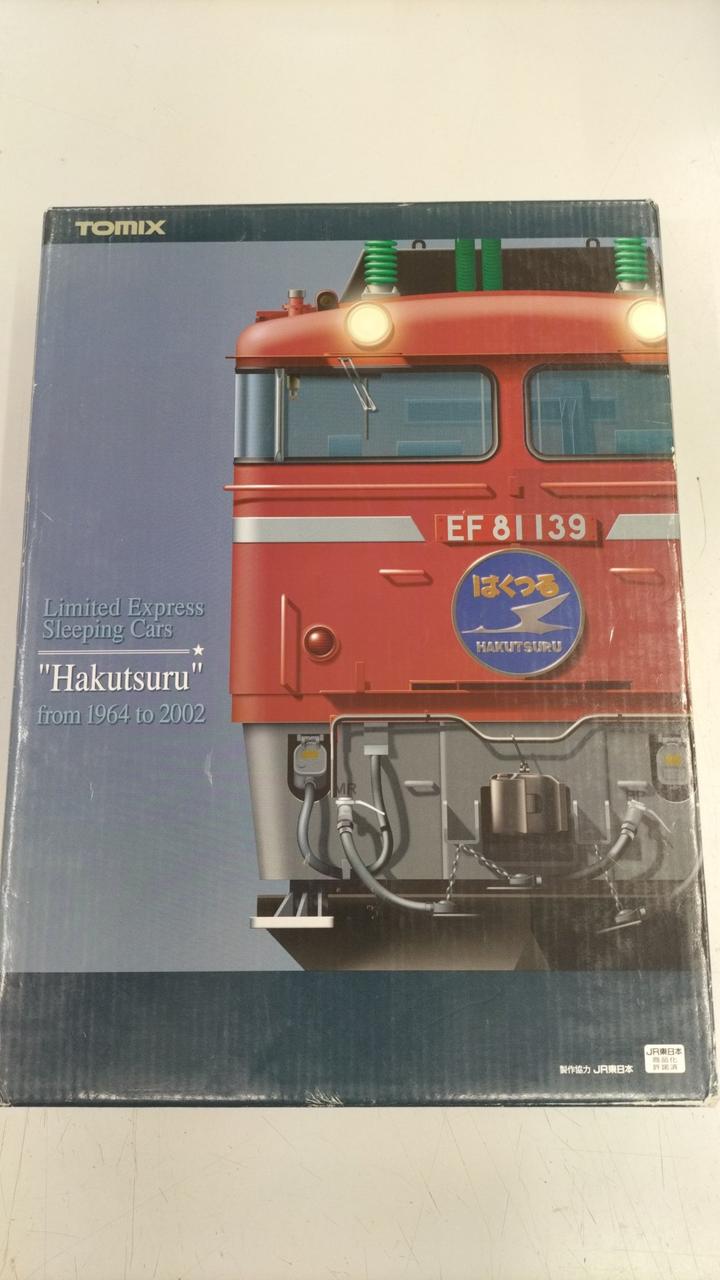 TOMIX
EF 81 139
はくつる
HAKUTSURU
Limited Express
Sleeping Cars
"Hakutsuru"
from 1964 to 2002
MR
製作協力 JR東日本
JR東日本
商品化
許諾済